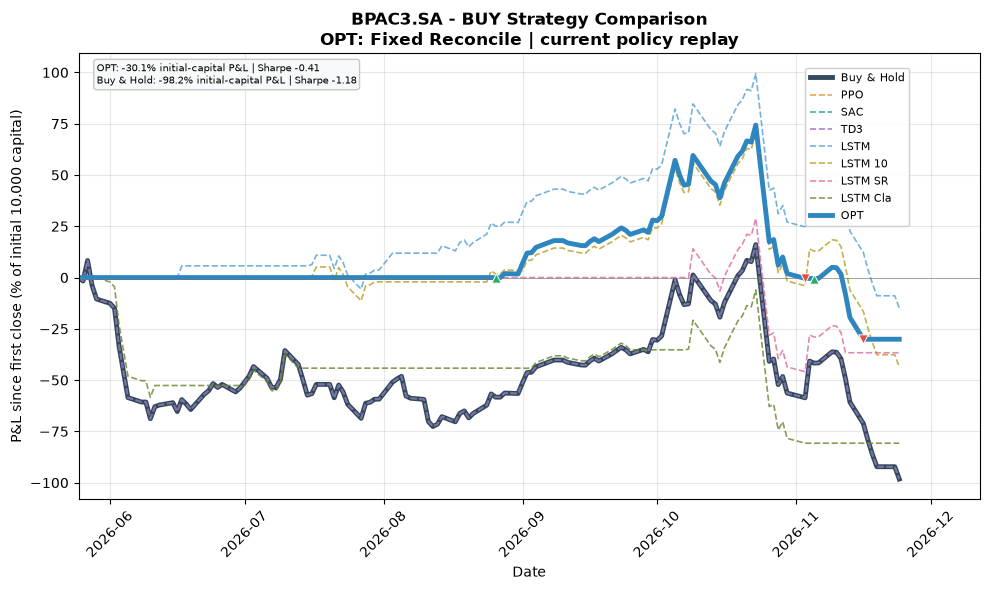 BPAC3.SA - BUY Strategy Comparison
OPT: Fixed Reconcile | current policy replay
OPT: -30.1% initial-capital P&L | Sharpe -0.41
Buy & Hold: -98.2% initial-capital P&L | Sharpe -1.18
Buy & Hold
PPO
SAC
TD3
LSTM
LSTM 10
LSTM SR
LSTM Cla
OPT
P&L since first close (% of initial 10,000 capital)
100
75
50
25
0
−25
−50
−75
−100
2026-06
2026-07
2026-08
2026-09
2026-10
2026-11
2026-12
Date